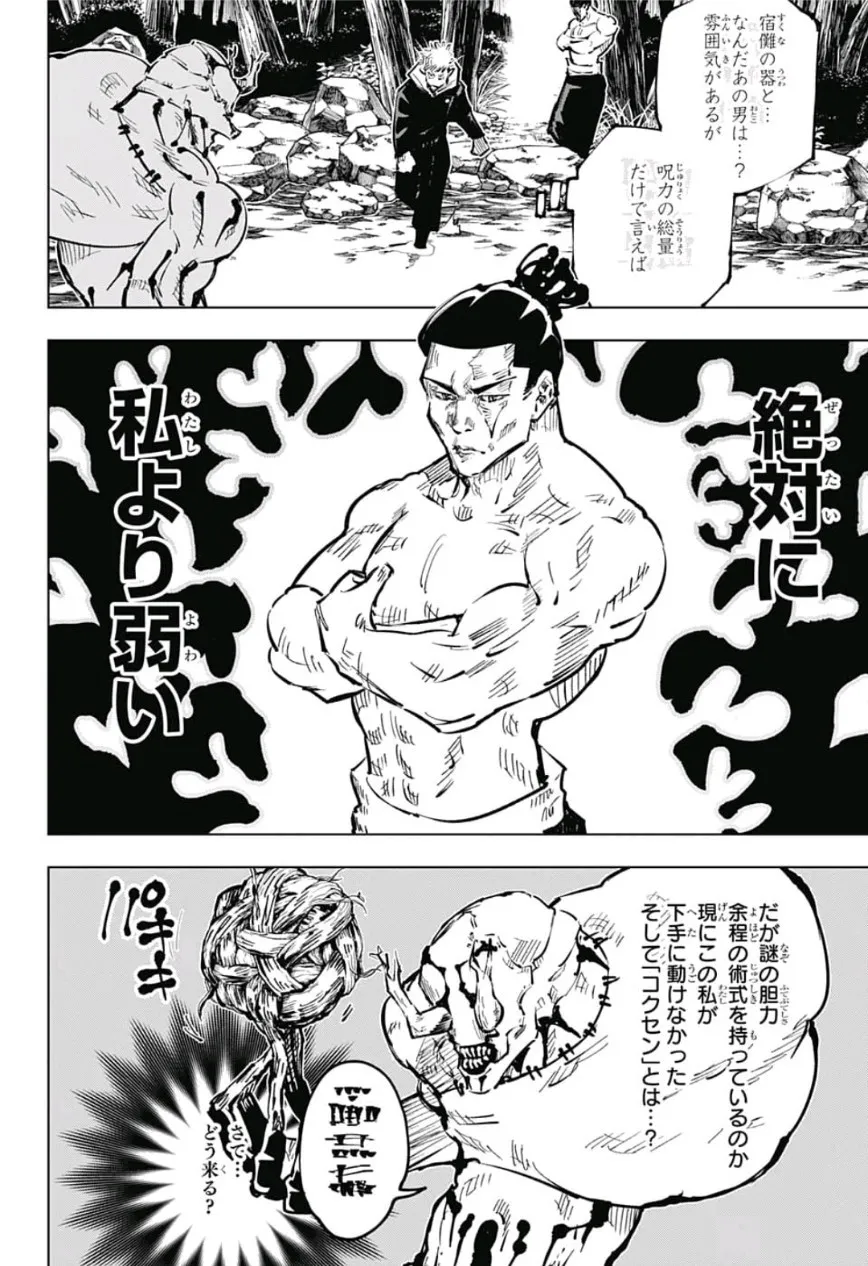 宿儺の器と…
なんだあの男は…？
雰囲気があるが
呪力の総量
だけで言えば
絶対に
私より弱い
だが謎の胆力
余程の術式を持っているのか
現にこの私が
下手に動けなかった
そして「コクセン」とは…？
パキキ
さて…
どう来る？